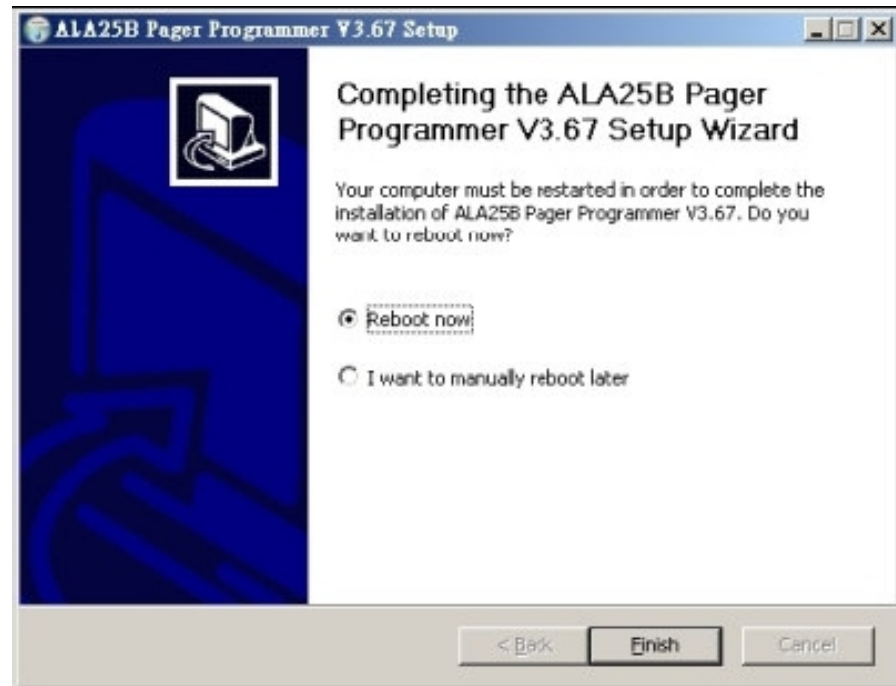 ALA25B Pager Programmer V3.67 Setup
Completing the ALA25B Pager
Programmer V3.67 Setup Wizard
Your computer must be restarted in order to complete the
installation of ALA25B Pager Programmer V3.67. Do you
want to reboot now?
Reboot now
I want to manually reboot later
< Back Finish Cancel